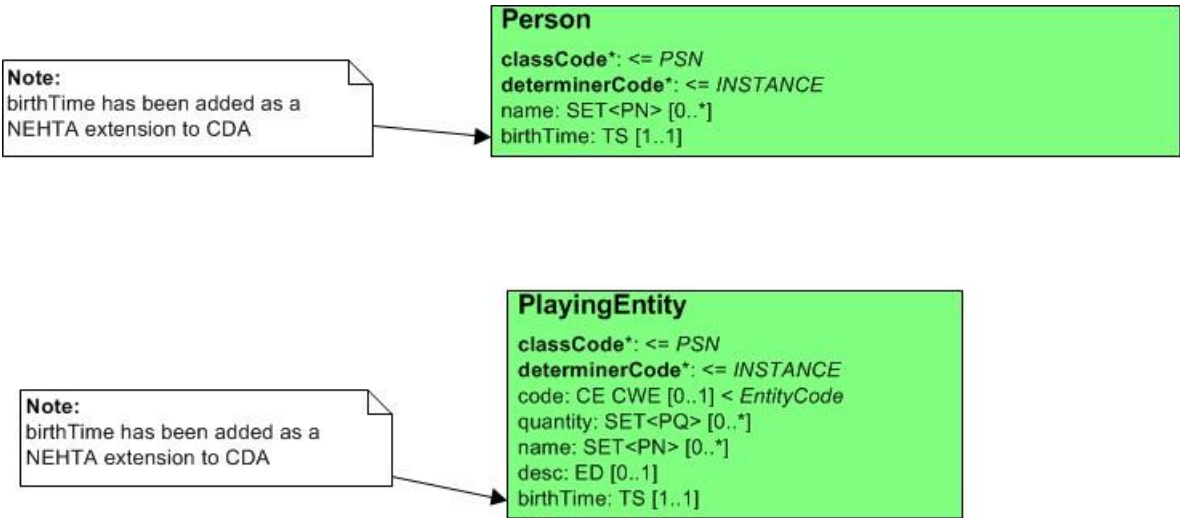 Person
classCode*: <= PSN
determinerCode*: <= INSTANCE
name: SET<PN> [0..*]
birthTime: TS [1..1]
Note:
birthTime has been added as a
NEHTA extension to CDA
PlayingEntity
classCode*: <= PSN
determinerCode*: <= INSTANCE
code: CE CWE [0..1] < EntityCode
quantity: SET<PQ> [0..*]
name: SET<PN> [0..*]
desc: ED [0..1]
birthTime: TS [1..1]
Note:
birthTime has been added as a
NEHTA extension to CDA